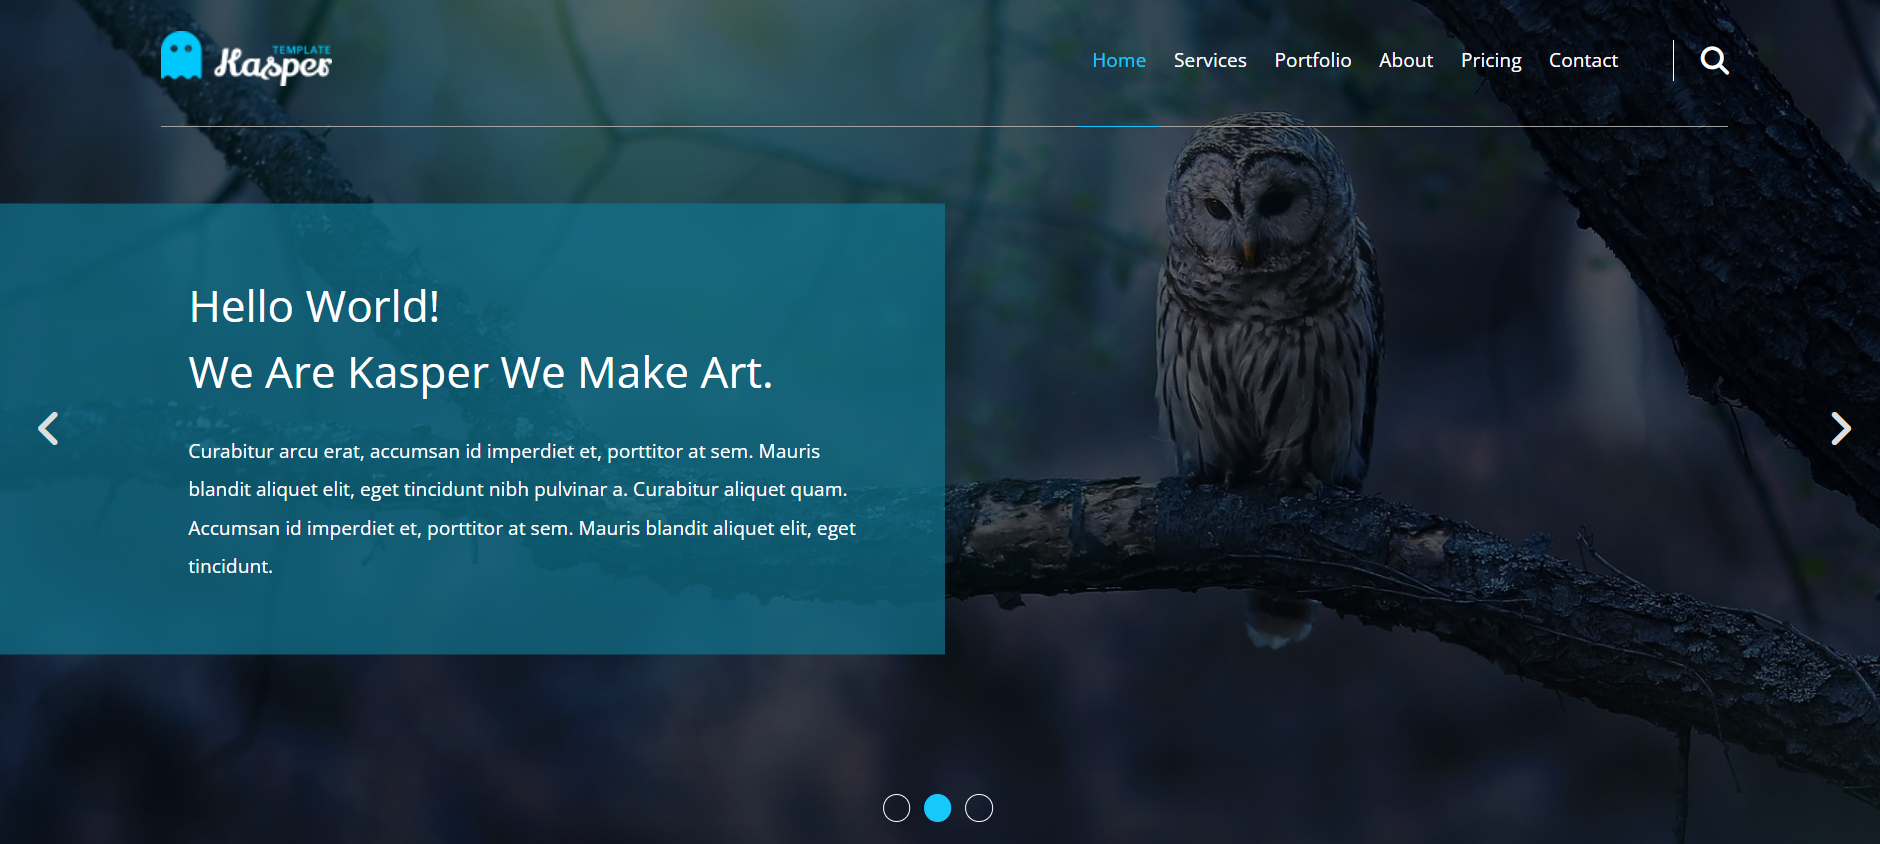 TEMPLATE
Kasper
Home Services Portfolio About Pricing Contact
Hello World!
We Are Kasper We Make Art.
Curabitur arcu erat, accumsan id imperdiet et, porttitor at sem. Mauris
blandit aliquet elit, eget tincidunt nibh pulvinar a. Curabitur aliquet quam.
Accumsan id imperdiet et, porttitor at sem. Mauris blandit aliquet elit, eget
tincidunt.